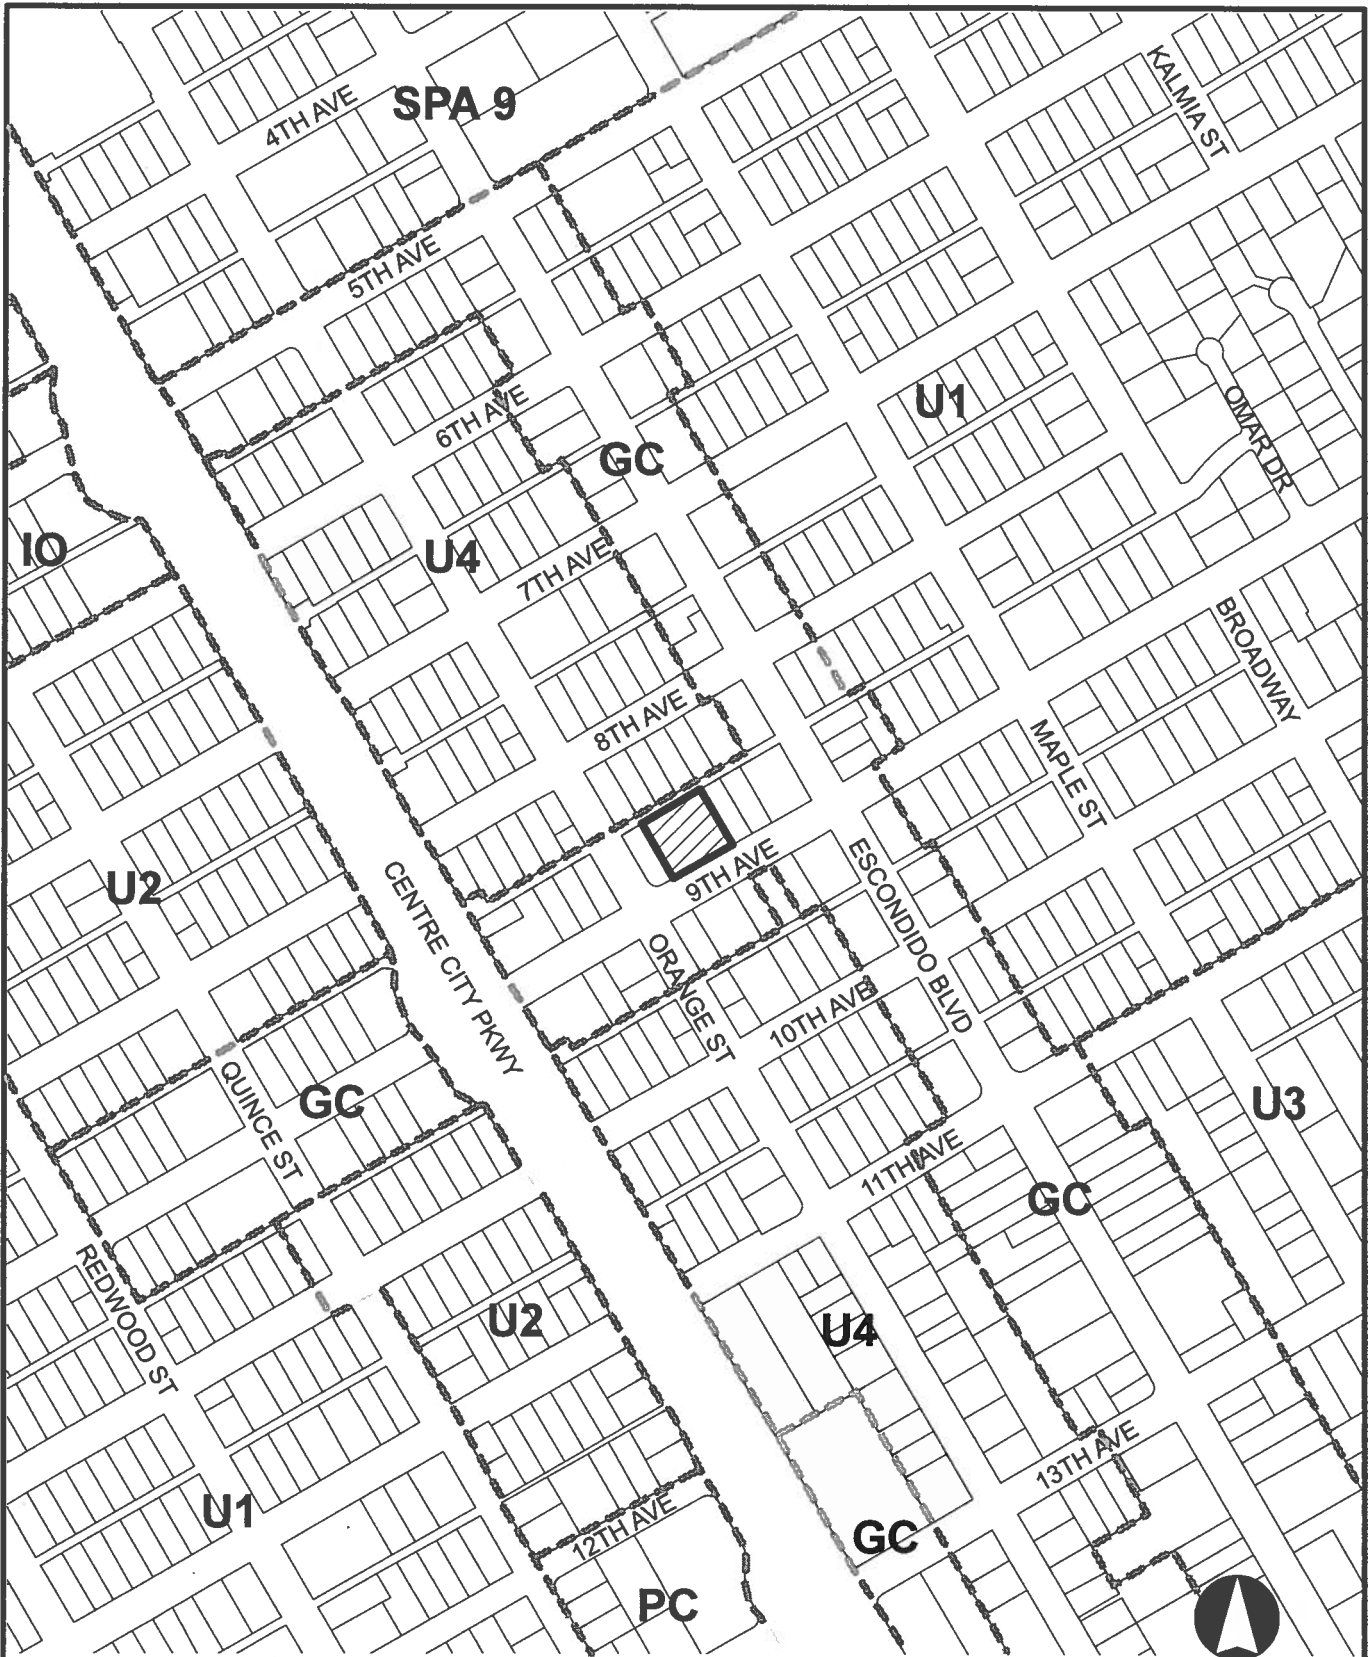 KALMIA ST
SPA 9
4TH AVE
5TH AVE
OMAR DR
U1
6TH AVE
GC
IO
U4
7TH AVE
BROADWAY
8TH AVE
MAPLE ST
9TH AVE
ESCONDIDO BLVD
U2
CENTRE CITY PKWY
ORANGE ST
10TH AVE
QUINCE ST
GC
U3
11TH AVE
GC
REDWOOD ST
U2
U4
13TH AVE
U1
12TH AVE
GC
PC